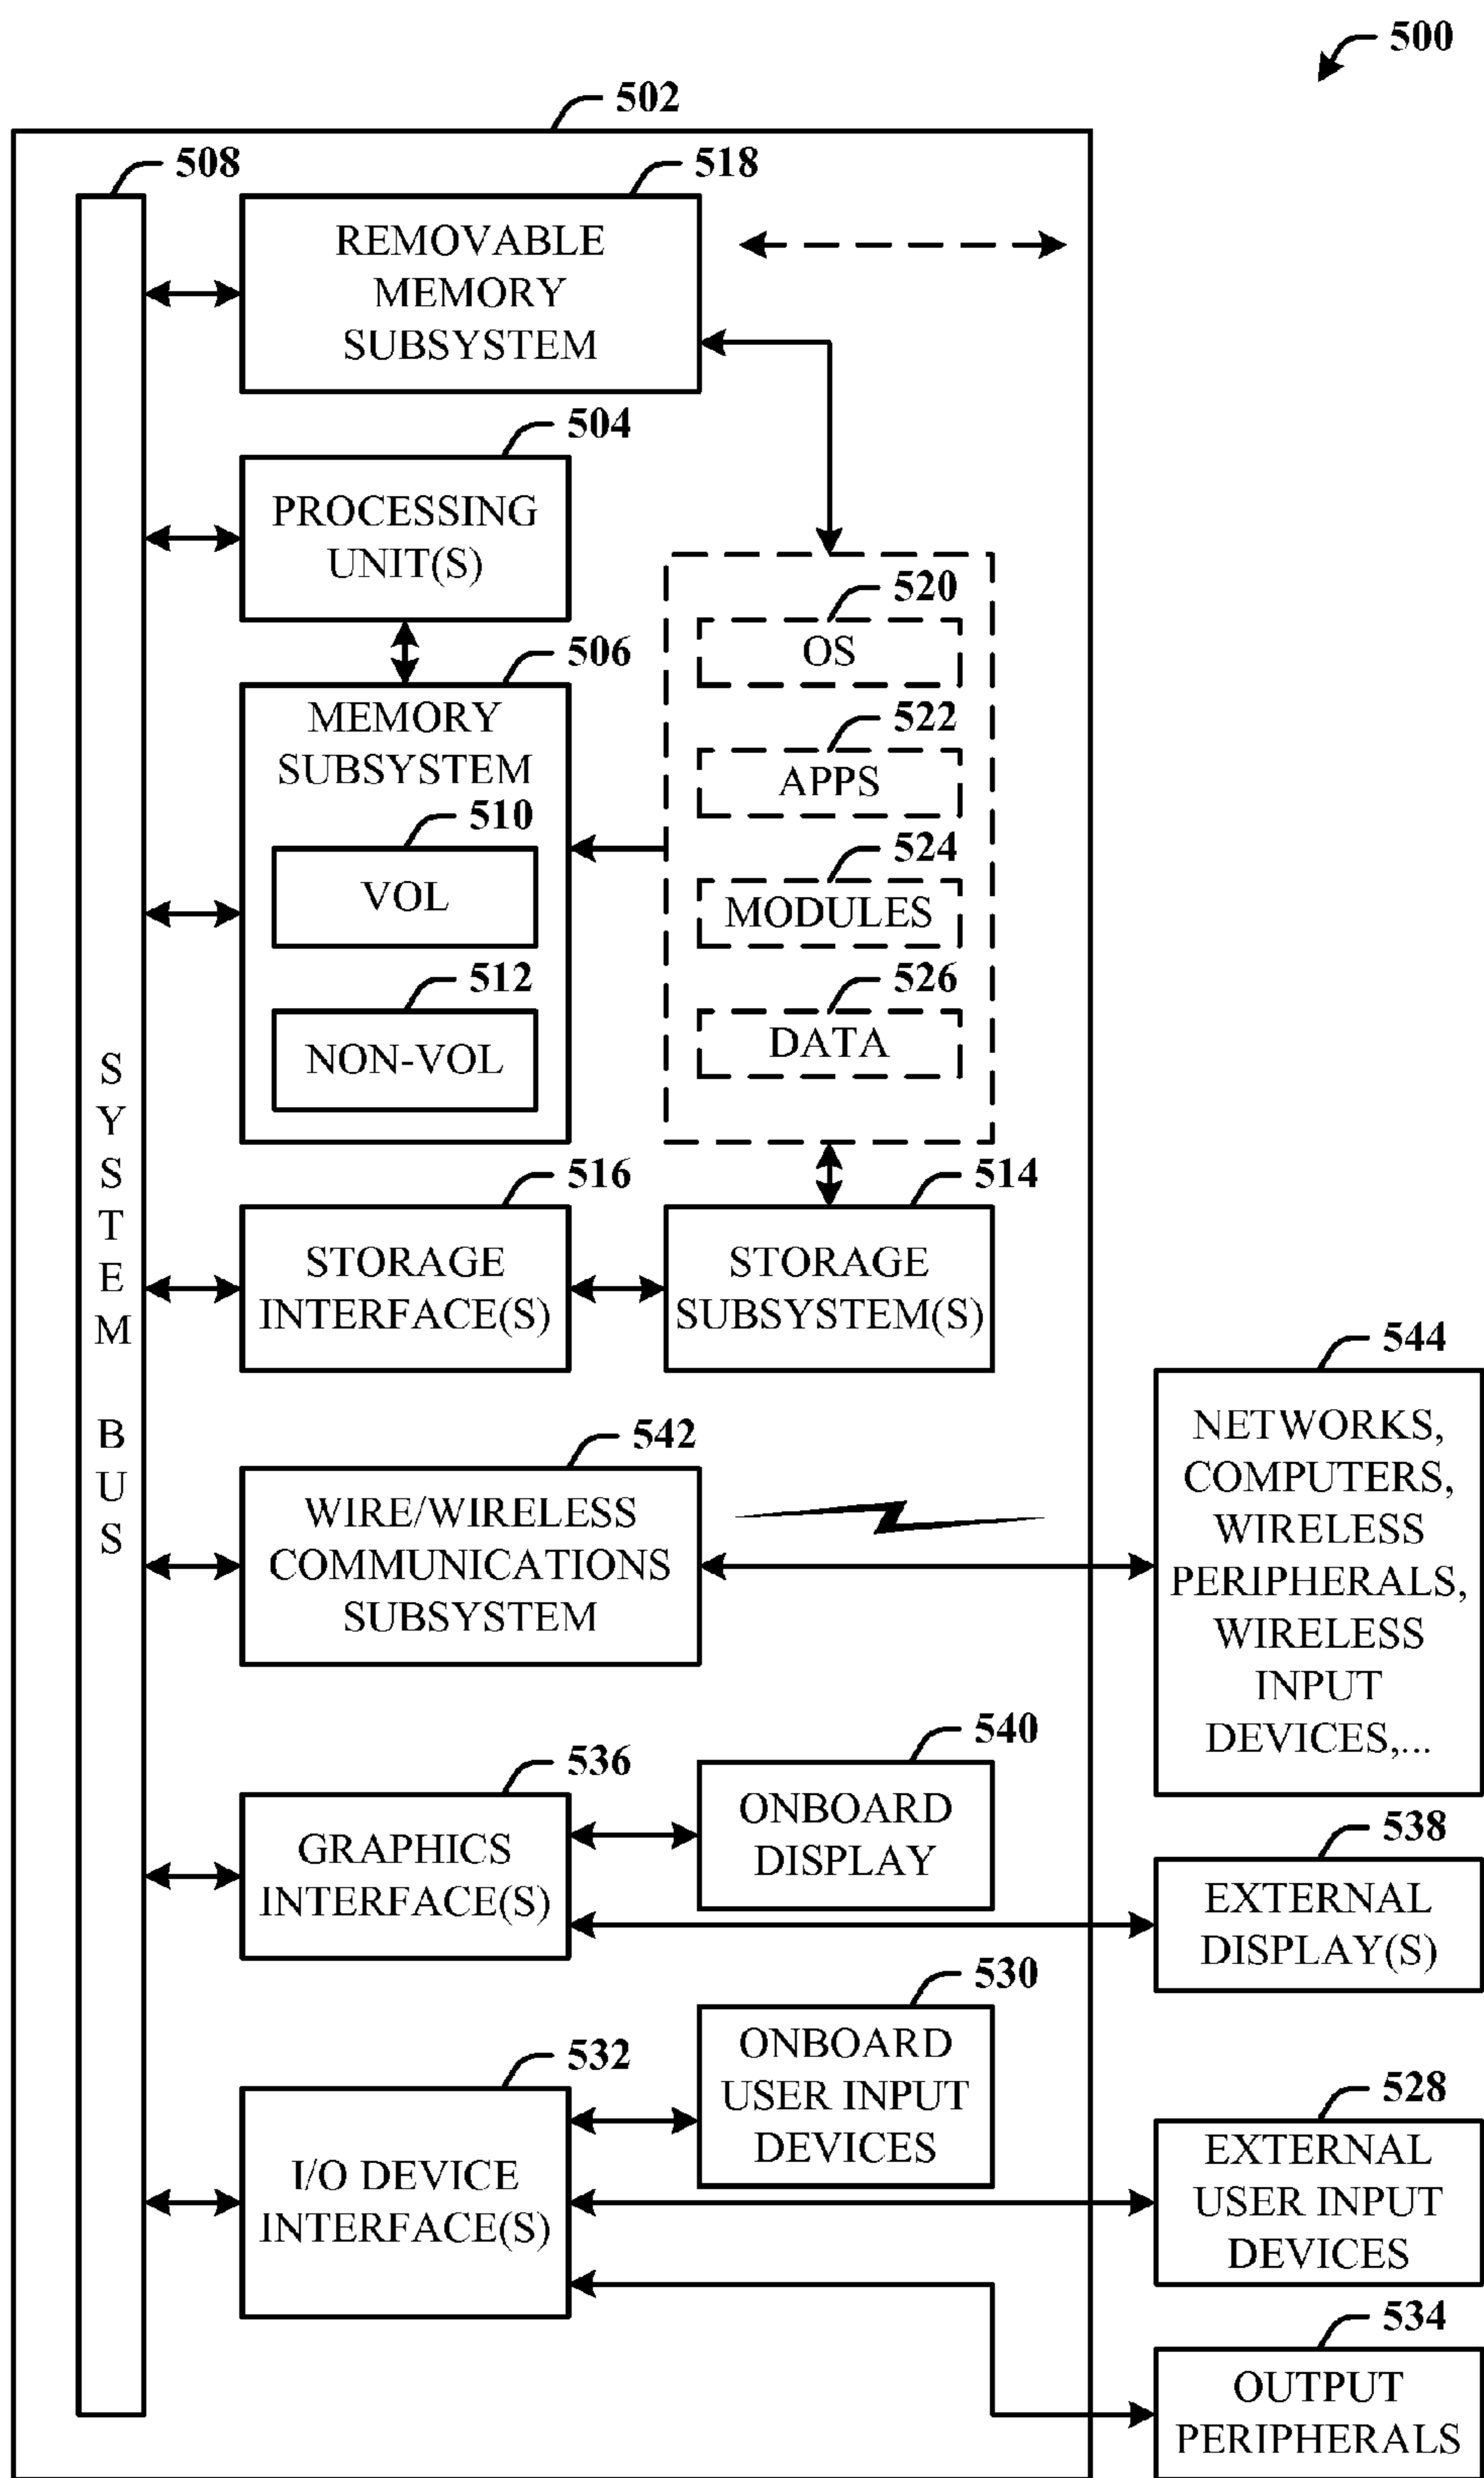 500
502
508
518
REMOVABLE
MEMORY
SUBSYSTEM
504
PROCESSING
UNIT(S)
506
MEMORY
SUBSYSTEM
510
VOL
512
NON-VOL
520
OS
522
APPS
524
MODULES
526
DATA
SYSTEM BUS
516
STORAGE
INTERFACE(S)
514
STORAGE
SUBSYSTEM(S)
542
WIRE/WIRELESS
COMMUNICATIONS
SUBSYSTEM
544
NETWORKS,
COMPUTERS,
WIRELESS
PERIPHERALS,
WIRELESS
INPUT
DEVICES,...
536
GRAPHICS
INTERFACE(S)
540
ONBOARD
DISPLAY
538
EXTERNAL
DISPLAY(S)
532
I/O DEVICE
INTERFACE(S)
530
ONBOARD
USER INPUT
DEVICES
528
EXTERNAL
USER INPUT
DEVICES
534
OUTPUT
PERIPHERALS